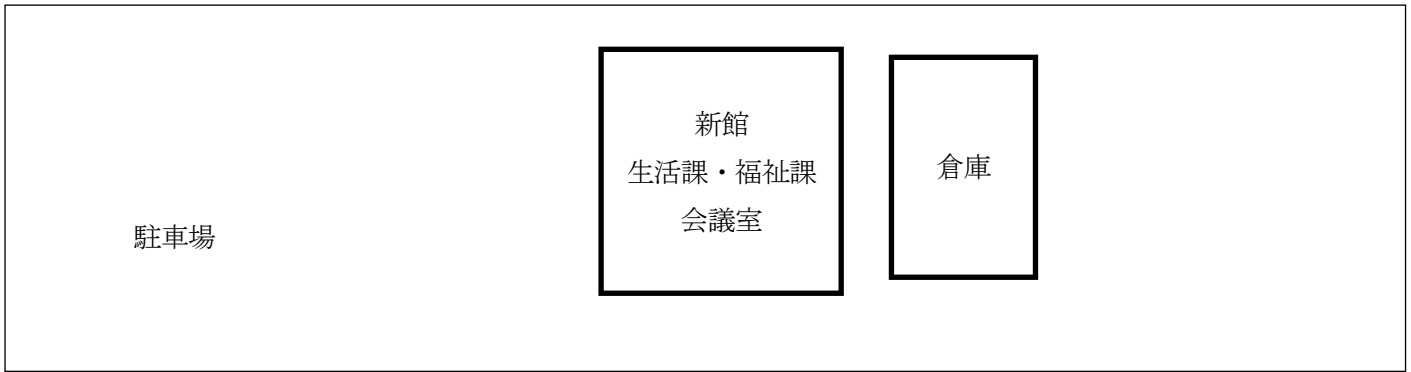 新館
生活課・福祉課
会議室
倉庫
駐車場